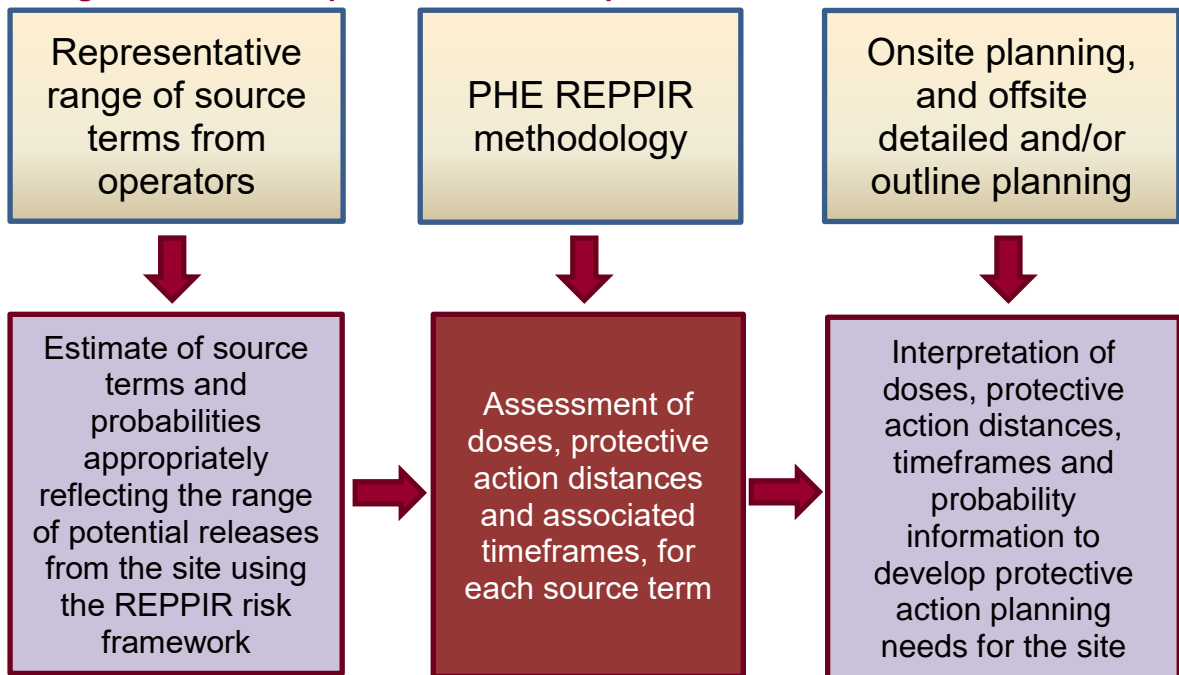 Representative
range of source
terms from
operators
PHE REPPIR
methodology
Onsite planning,
and offsite
detailed and/or
outline planning
Estimate of source
terms and
probabilities
appropriately
reflecting the range
of potential releases
from the site using
the REPPIR risk
framework
Assessment of
doses, protective
action distances
and associated
timeframes, for
each source term
Interpretation of
doses, protective
action distances,
timeframes and
probability
information to
develop protective
action planning
needs for the site